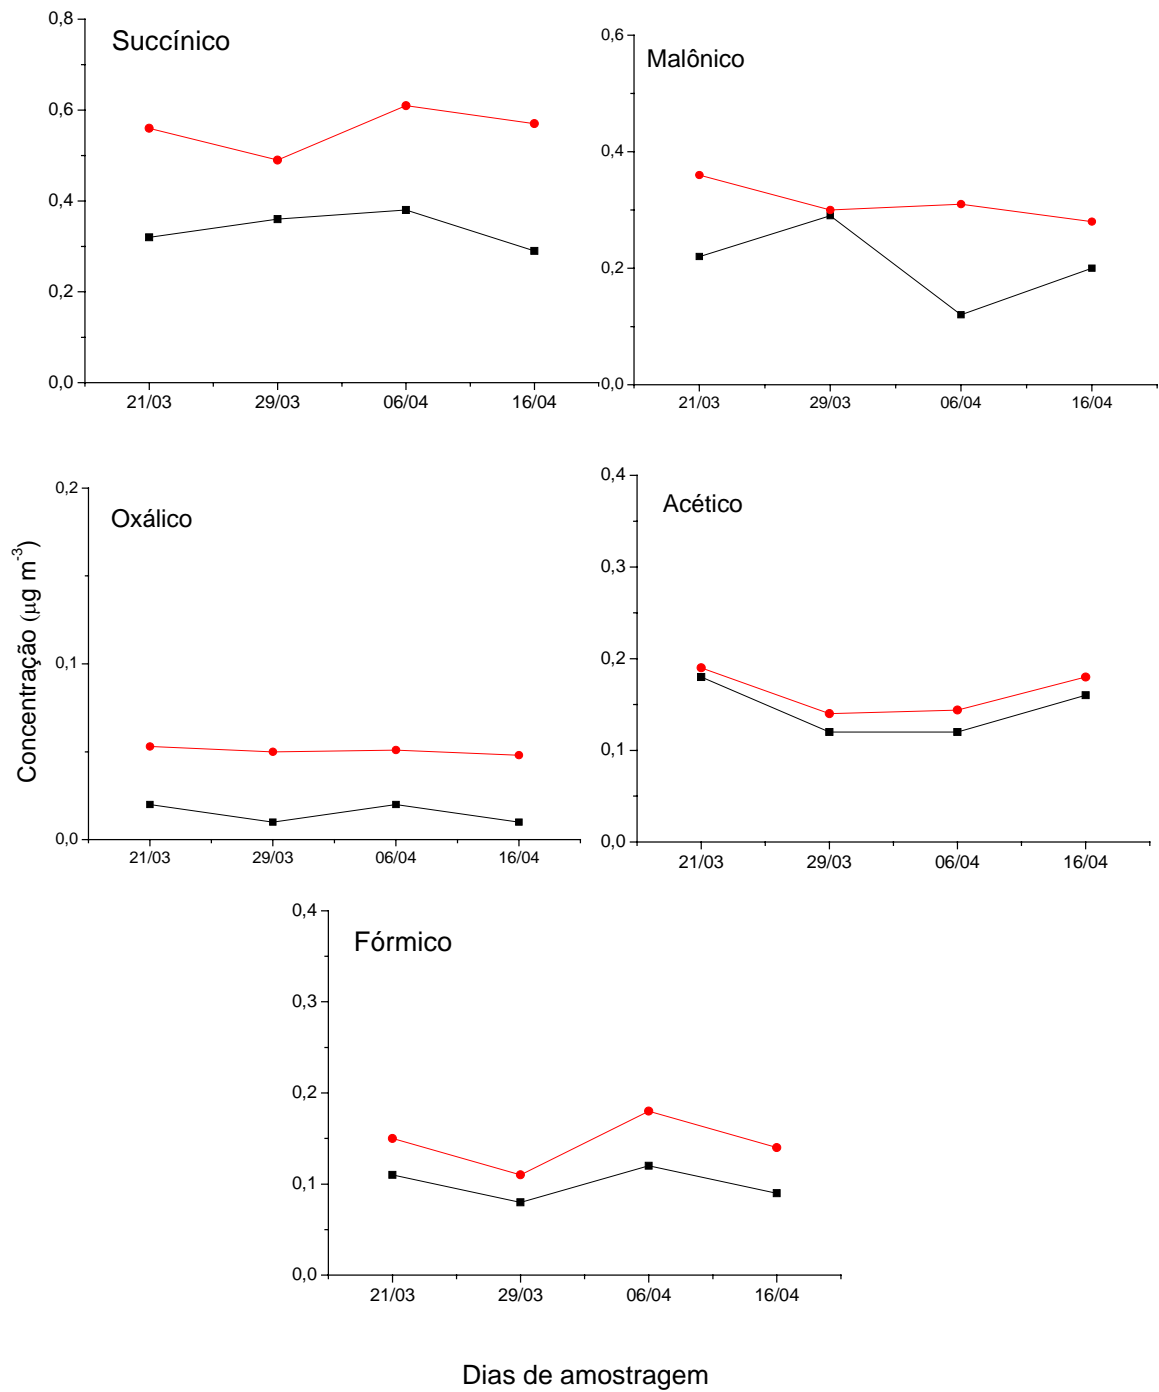 Succínico
0,8
0,6
0,4
0,2
0,0
21/03 29/03 06/04 16/04
Malônico
0,6
0,4
0,2
0,0
21/03 29/03 06/04 16/04
Concentração (μg m⁻³)
Oxálico
0,2
0,1
0,0
21/03 29/03 06/04 16/04
Acético
0,4
0,3
0,2
0,1
0,0
21/03 29/03 06/04 16/04
Fórmico
0,4
0,3
0,2
0,1
0,0
21/03 29/03 06/04 16/04
Dias de amostragem